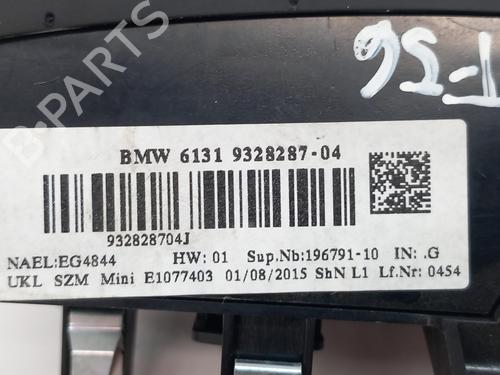 BMW 6131 9328287-04
932828704J
NAEL:EG4844 HW: 01 Sup.Nb:196791-10 IN: .G
UKL SZM Mini E1077403 01/08/2015 ShN L1 Lf.Nr: 0454
B-PARTS